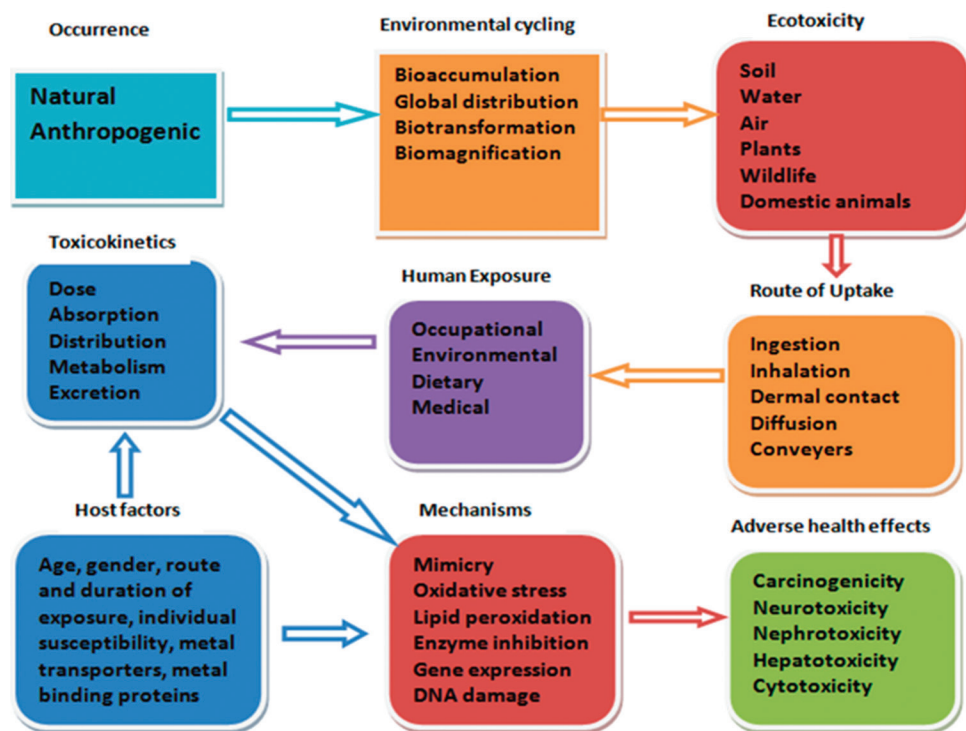 Occurrence
Natural
Anthropogenic
Environmental cycling
Bioaccumulation
Global distribution
Biotransformation
Biomagnification
Ecotoxicity
Soil
Water
Air
Plants
Wildlife
Domestic animals
Toxicokinetics
Dose
Absorption
Distribution
Metabolism
Excretion
Human Exposure
Occupational
Environmental
Dietary
Medical
Route of Uptake
Ingestion
Inhalation
Dermal contact
Diffusion
Conveyers
Host factors
Age, gender, route
and duration of
exposure, individual
susceptibility, metal
transporters, metal
binding proteins
Mechanisms
Mimicry
Oxidative stress
Lipid peroxidation
Enzyme inhibition
Gene expression
DNA damage
Adverse health effects
Carcinogenicity
Neurotoxicity
Nephrotoxicity
Hepatotoxicity
Cytotoxicity